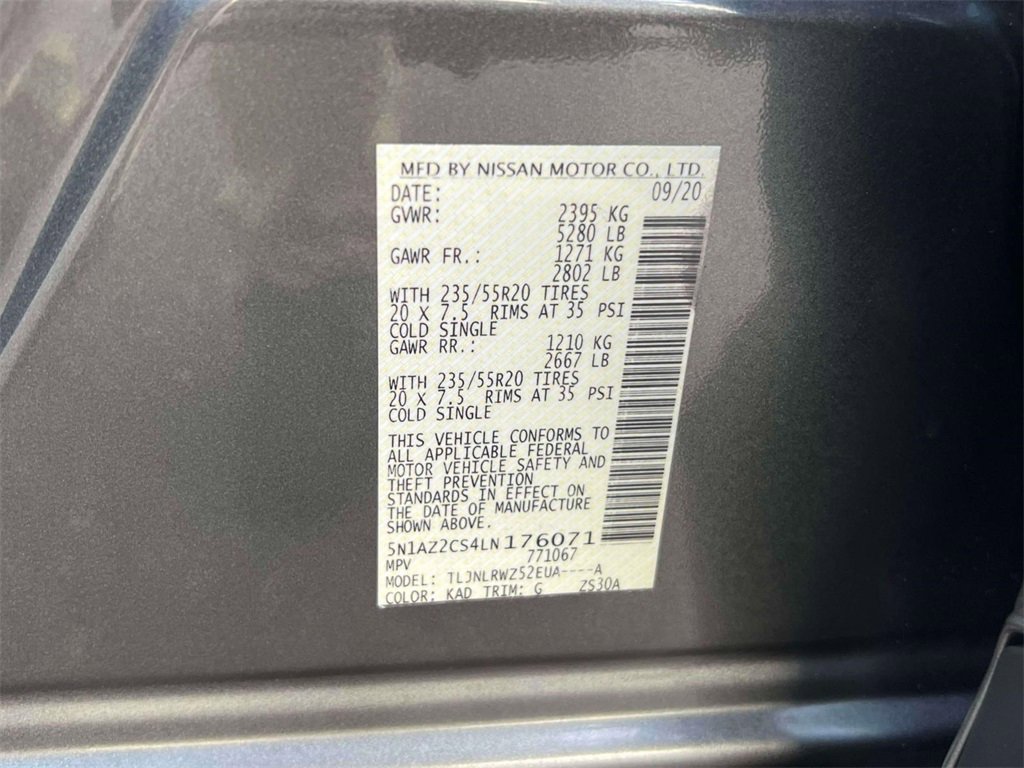 MFD BY NISSAN MOTOR CO., LTD.
DATE: 09/20
GVWR: 2395 KG
5280 LB
GAWR FR.: 1271 KG
2802 LB
WITH 235/55R20 TIRES
20 X 7.5 RIMS AT 35 PSI
COLD SINGLE
GAWR RR.: 1210 KG
2667 LB
WITH 235/55R20 TIRES
20 X 7.5 RIMS AT 35 PSI
COLD SINGLE
THIS VEHICLE CONFORMS TO
ALL APPLICABLE FEDERAL
MOTOR VEHICLE SAFETY AND
THEFT PREVENTION
STANDARDS IN EFFECT ON
THE DATE OF MANUFACTURE
SHOWN ABOVE.
5N1AZ2CS4LN176071
MPV 771067
MODEL: TLJNLRWZ52EUA----A
COLOR: KAD TRIM: G ZS30A